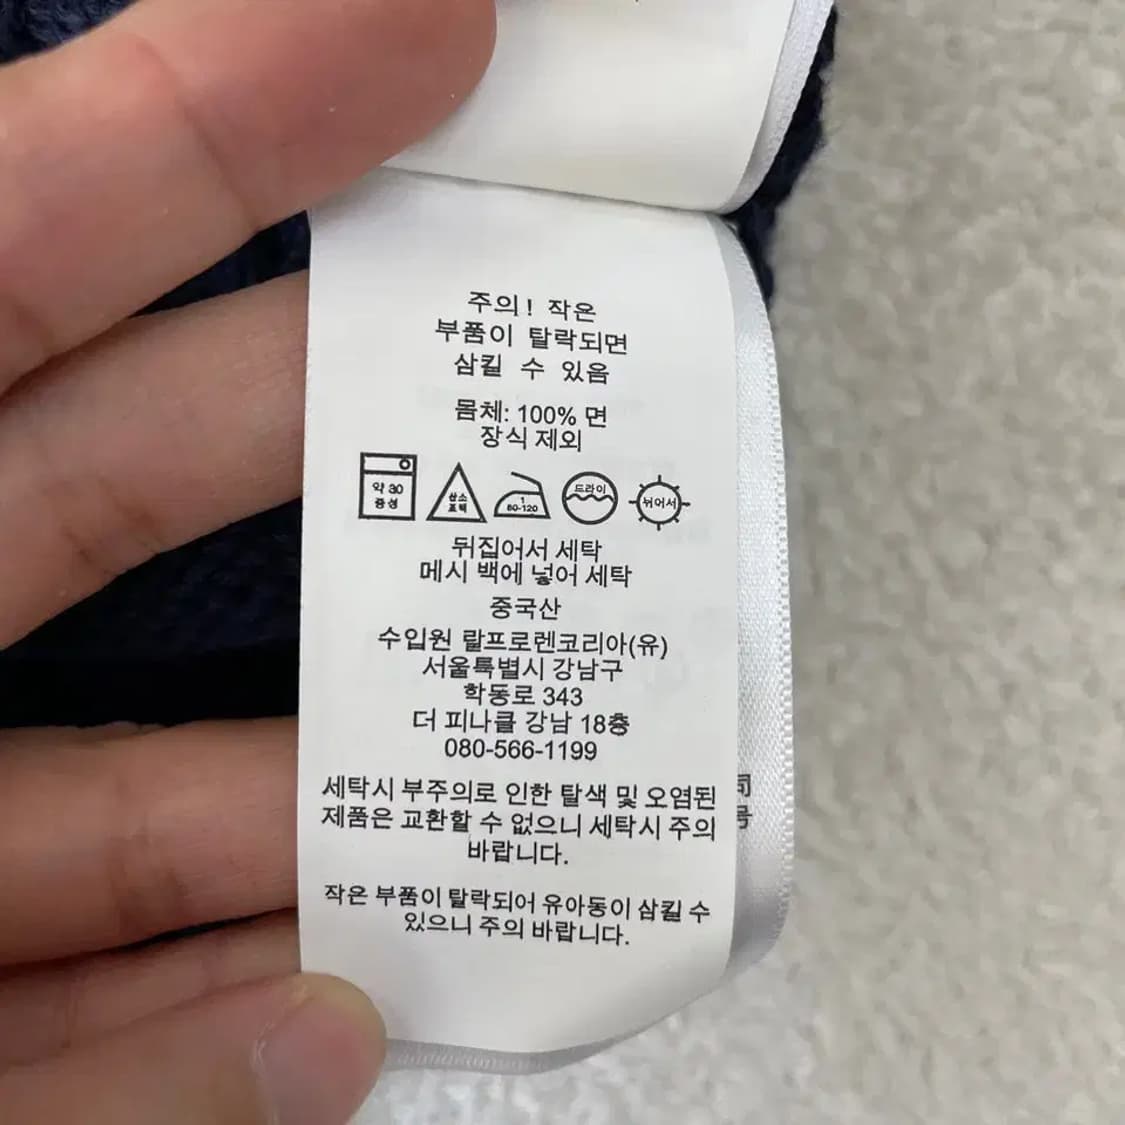 주의! 작은
부품이 탈락되면
삼킬 수 있음
몸체: 100% 면
장식 제외
약 30
중성
산소
표백
1
80-120
드라이
뉘어서
뒤집어서 세탁
메시 백에 넣어 세탁
중국산
수입원 랄프로렌코리아(유)
서울특별시 강남구
학동로 343
더 피나클 강남 18층
080-566-1199
세탁시 부주의로 인한 탈색 및 오염된
제품은 교환할 수 없으니 세탁시 주의
바랍니다.
작은 부품이 탈락되어 유아동이 삼킬 수
있으니 주의 바랍니다.
司
号